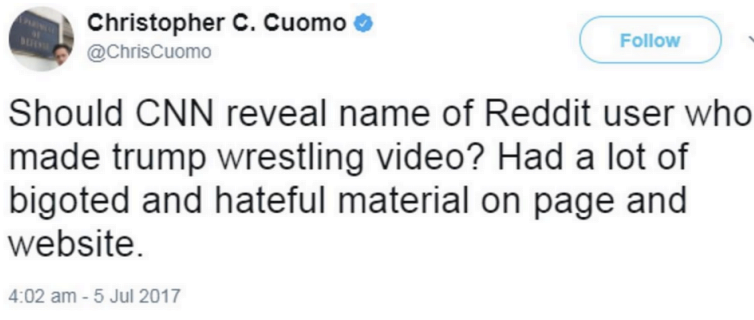 Christopher C. Cuomo
@ChrisCuomo
Follow
Should CNN reveal name of Reddit user who
made trump wrestling video? Had a lot of
bigoted and hateful material on page and
website.
4:02 am - 5 Jul 2017